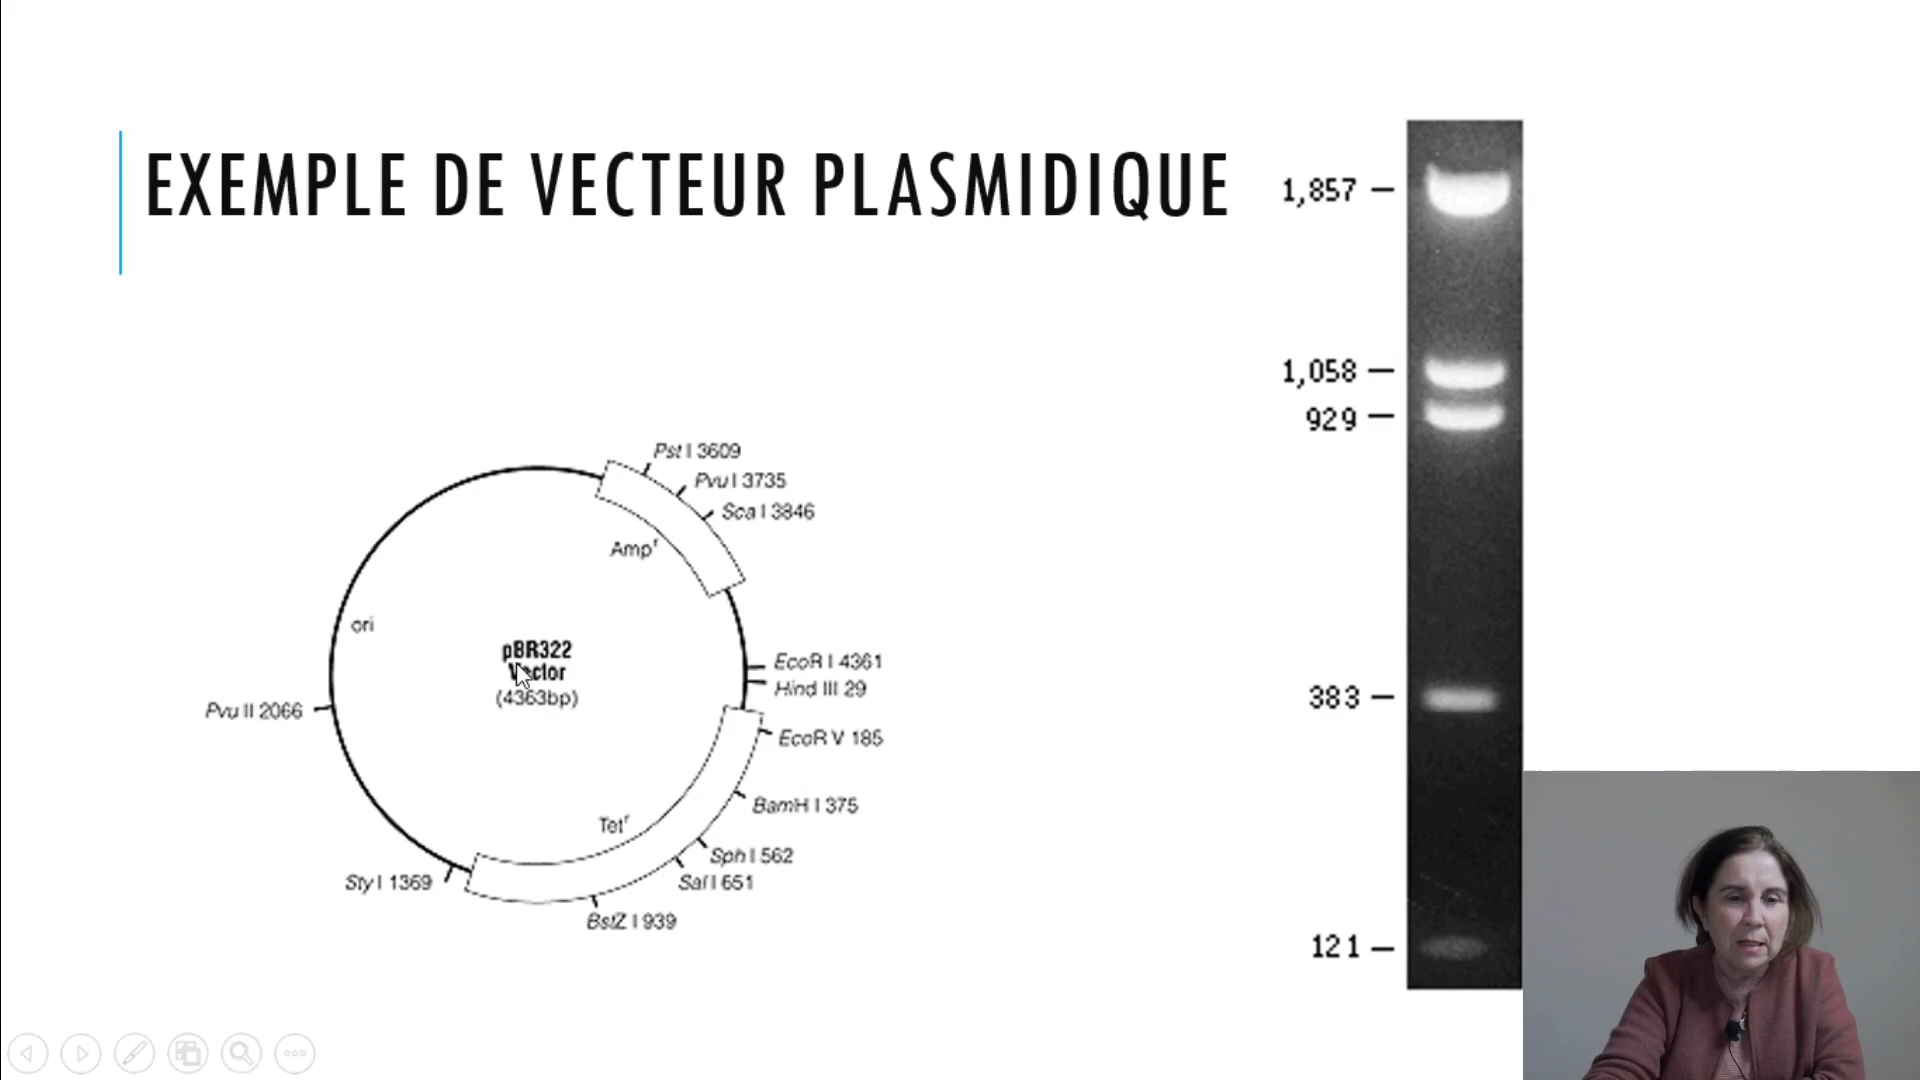 EXEMPLE DE VECTEUR PLASMIDIQUE
1,857
1,058
929
383
121
Pst I 3609
Pvu I 3735
Sca I 3846
Ampʳ
ori
pBR322
Vector
(4363bp)
EcoR I 4361
Hind III 29
Pvu II 2066
EcoR V 185
BamH I 375
Tetʳ
Sph I 562
Sty I 1369
Sal I 651
BstZ I 939